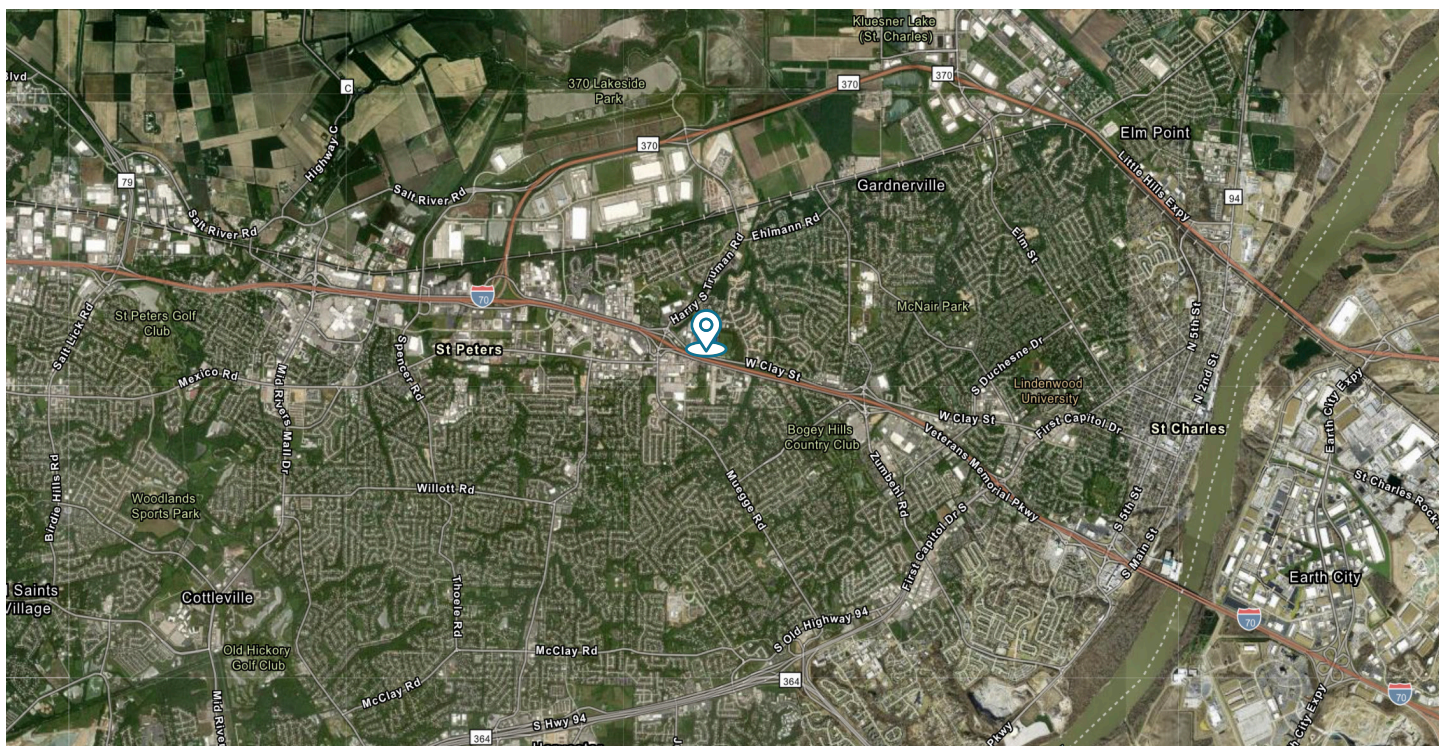 Kluesner Lake
(St. Charles)
Blvd
C
370 Lakeside
Park
370
370
370
Elm Point
79
Highway C
Salt River Rd
Salt River Rd
Gardnerville
Little Hills Expy
94
Ehlmann Rd
Elm St
Harry S Truman Rd
70
St Peters Golf
Club
McNair Park
Salt Lick Rd
St Peters
Spencer Rd
Mexico Rd
Mid Rivers Mall Dr
W Clay St
S Duchesne Dr
N 5th St
N 2nd St
Lindenwood
University
W Clay St
First Capitol Dr
St Charles
Earth City Expy
Bogey Hills
Country Club
Veterans Memorial Pkwy
Zumbehl Rd
Muegge Rd
Willott Rd
Woodlands
Sports Park
Birdie Hills Rd
St Charles Rock
S 5th St
S Main St
First Capitol Dr S
Saints
Village
Cottleville
Thoele Rd
Earth City
70
S Old Highway 94
Old Hickory
Golf Club
McClay Rd
McClay Rd
364
70
Mid River
S Hwy 94
364
Pkwy
City Expy